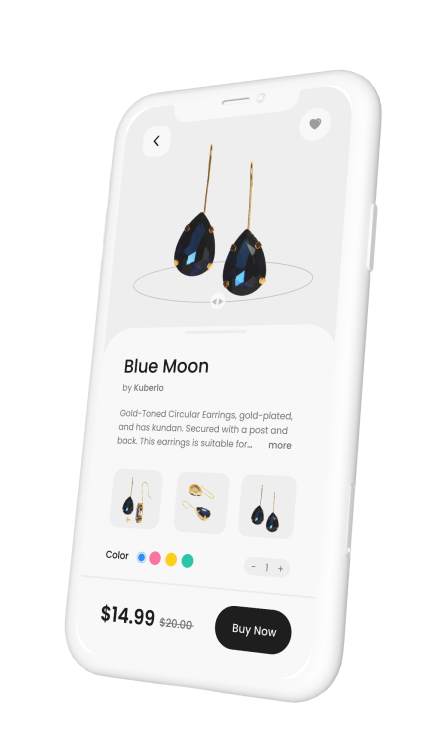 Blue Moon
by Kuberlo
Gold-Toned Circular Earrings, gold-plated,
and has kundan. Secured with a post and
back. This earrings is suitable for... more
Color
- 1 +
$14.99 $20.00
Buy Now